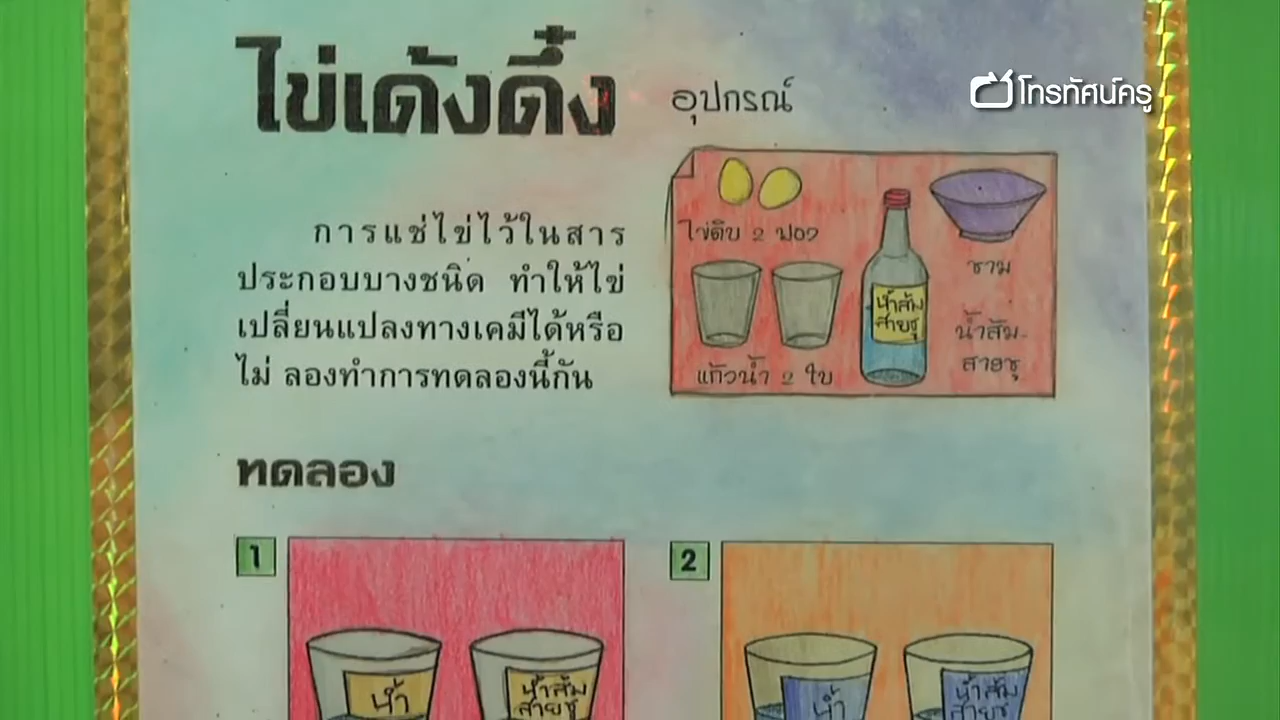 ไข่เด้งดึ๋ง
อุปกรณ์
โทรทัศน์ครู
การแช่ไข่ไว้ในสาร
ประกอบบางชนิด ทำให้ไข่
เปลี่ยนแปลงทางเคมีได้หรือ
ไม่ ลองทำการทดลองนี้กัน
ไข่ดิบ 2 ฟอง
ชาม
น้ำส้ม
สายชู
น้ำส้ม-
สายชู
แก้วน้ำ 2 ใบ
ทดลอง
1
น้ำ
น้ำส้ม
สายชู
2
น้ำ
น้ำส้ม
สายชู